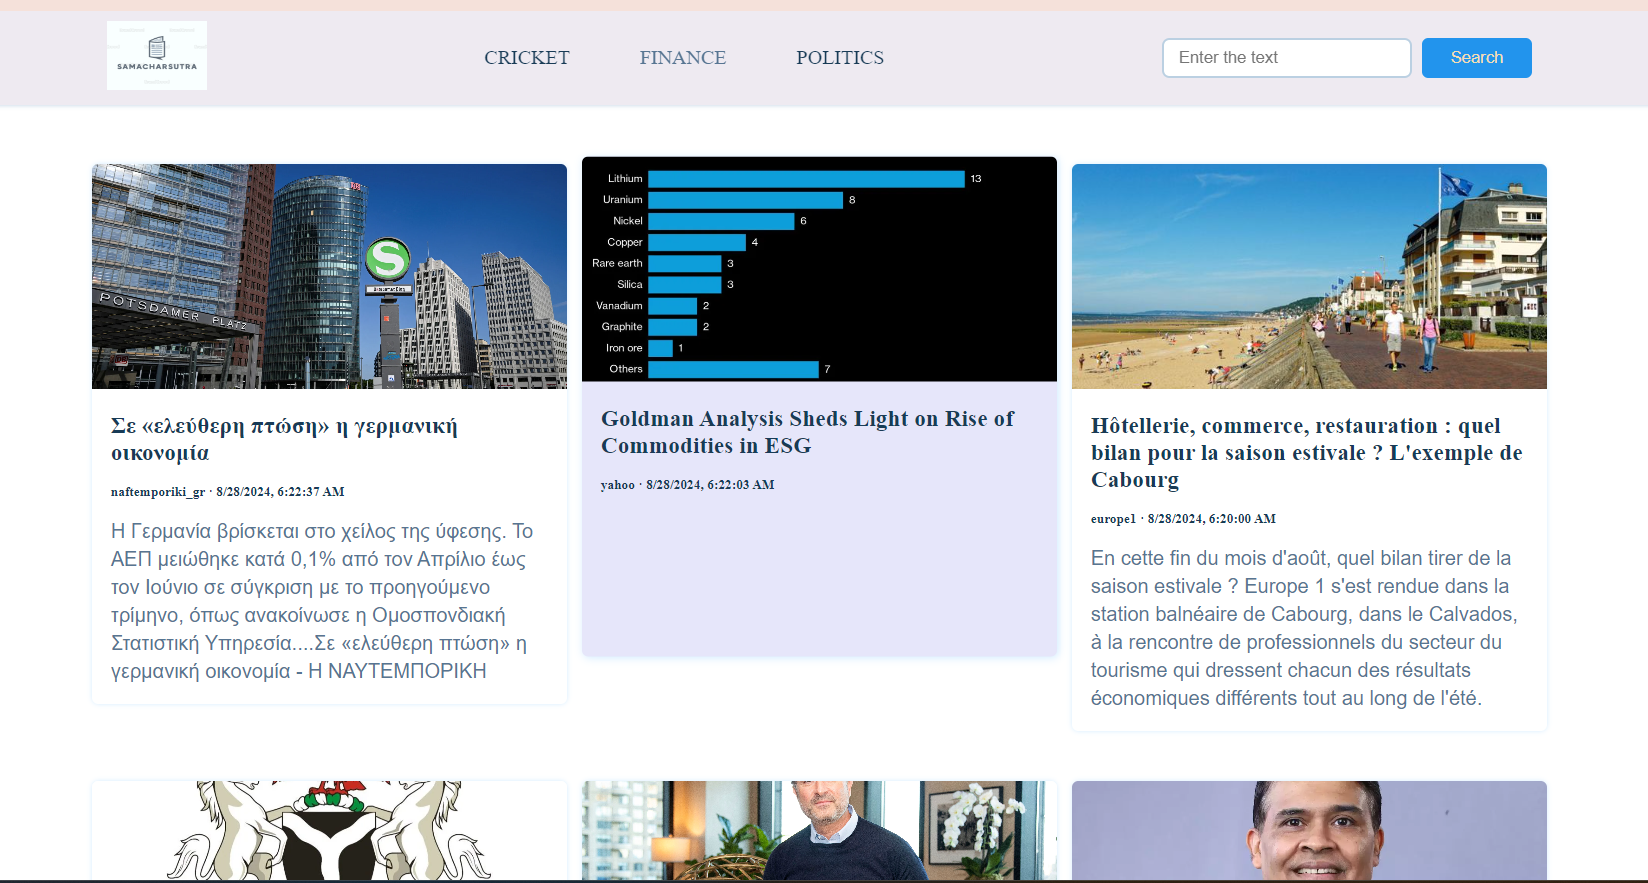 SAMACHARSUTRA
CRICKET
FINANCE
POLITICS
Enter the text
Search
POTSDAMER PLATZ
S
Σε «ελεύθερη πτώση» η γερμανική
οικονομία
naftemporiki_gr · 8/28/2024, 6:22:37 AM
Η Γερμανία βρίσκεται στο χείλος της ύφεσης. Το
ΑΕΠ μειώθηκε κατά 0,1% από τον Απρίλιο έως
τον Ιούνιο σε σύγκριση με το προηγούμενο
τρίμηνο, όπως ανακοίνωσε η Ομοσπονδιακή
Στατιστική Υπηρεσία....Σε «ελεύθερη πτώση» η
γερμανική οικονομία - Η ΝΑΥΤΕΜΠΟΡΙΚΗ
Lithium 13
Uranium 8
Nickel 6
Copper 4
Rare earth 3
Silica 3
Vanadium 2
Graphite 2
Iron ore 1
Others 7
Goldman Analysis Sheds Light on Rise of
Commodities in ESG
yahoo · 8/28/2024, 6:22:03 AM
Hôtellerie, commerce, restauration : quel
bilan pour la saison estivale ? L'exemple de
Cabourg
europe1 · 8/28/2024, 6:20:00 AM
En cette fin du mois d'août, quel bilan tirer de la
saison estivale ? Europe 1 s'est rendue dans la
station balnéaire de Cabourg, dans le Calvados,
à la rencontre de professionnels du secteur du
tourisme qui dressent chacun des résultats
économiques différents tout au long de l'été.